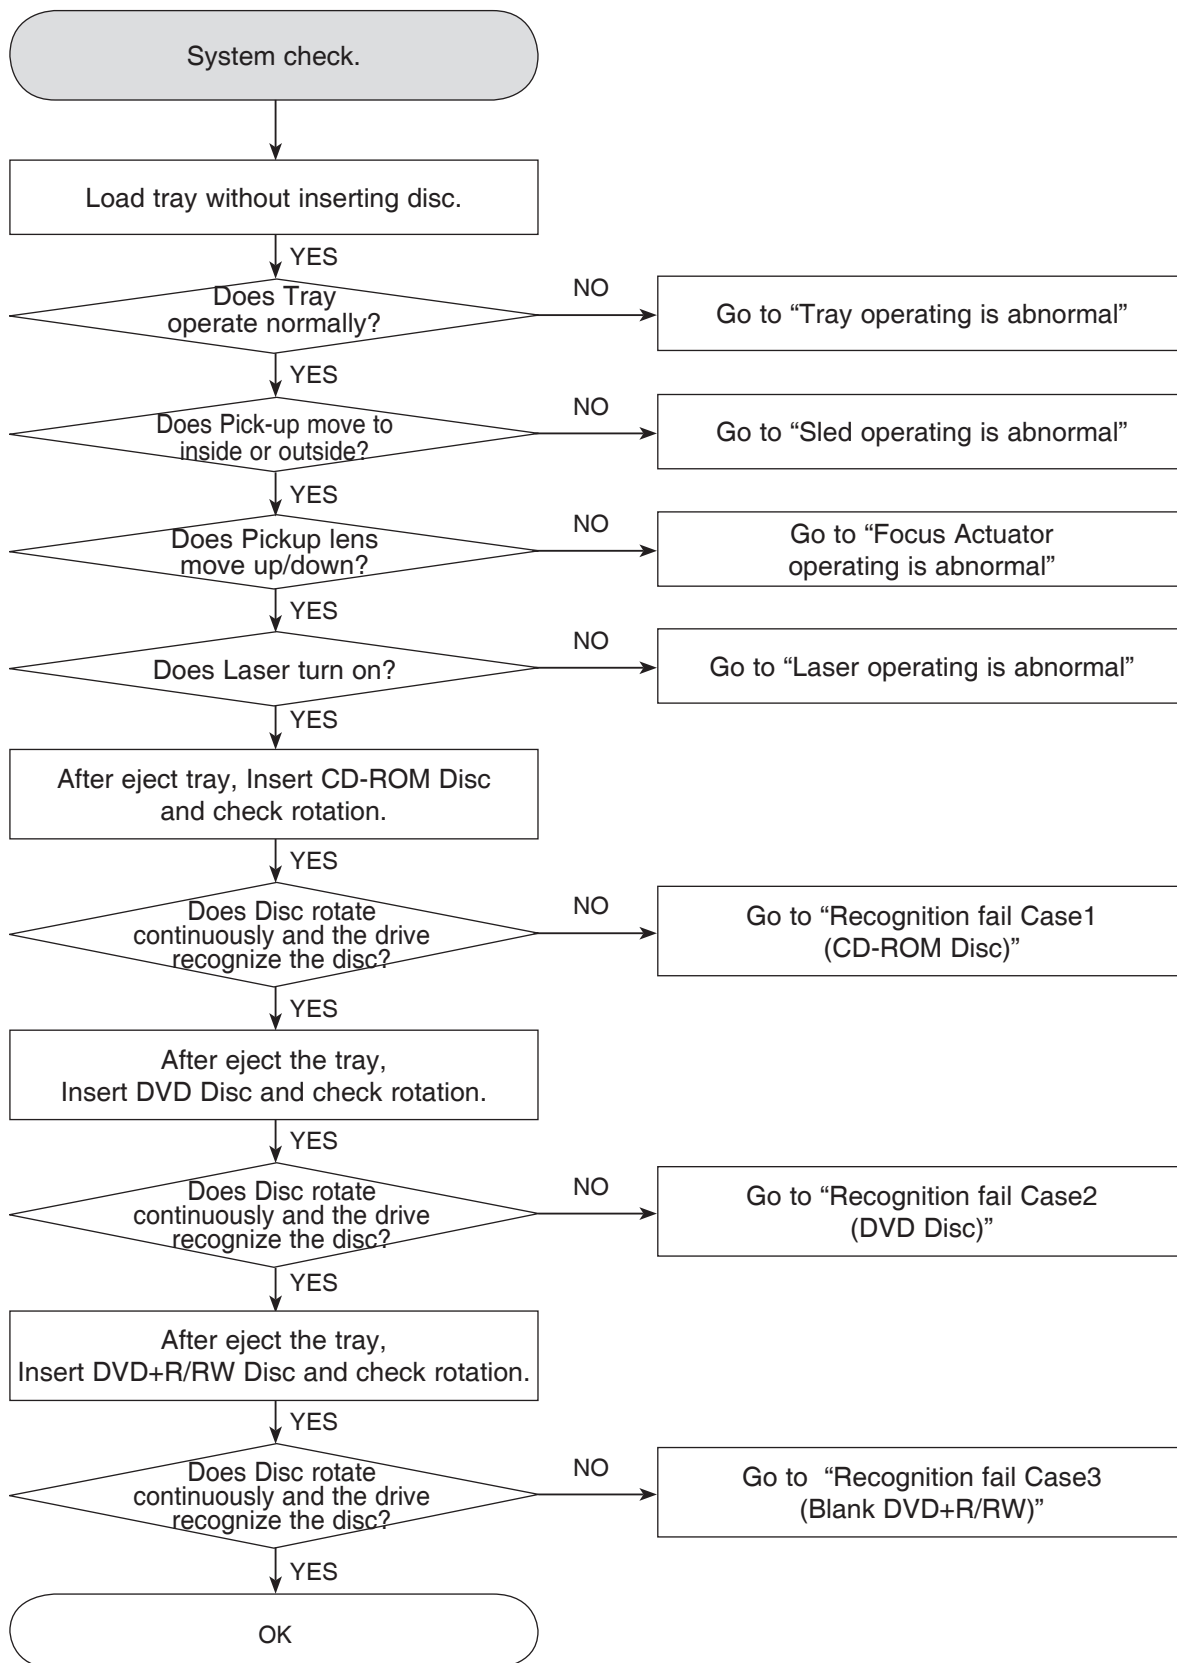 System check.
Load tray without inserting disc.
YES
Does Tray
operate normally?
NO
Go to “Tray operating is abnormal”
YES
Does Pick-up move to
inside or outside?
NO
Go to “Sled operating is abnormal”
YES
Does Pickup lens
move up/down?
NO
Go to “Focus Actuator
operating is abnormal”
YES
Does Laser turn on?
NO
Go to “Laser operating is abnormal”
YES
After eject tray, Insert CD-ROM Disc
and check rotation.
YES
Does Disc rotate
continuously and the drive
recognize the disc?
NO
Go to “Recognition fail Case1
(CD-ROM Disc)”
YES
After eject the tray,
Insert DVD Disc and check rotation.
YES
Does Disc rotate
continuously and the drive
recognize the disc?
NO
Go to “Recognition fail Case2
(DVD Disc)”
YES
After eject the tray,
Insert DVD+R/RW Disc and check rotation.
YES
Does Disc rotate
continuously and the drive
recognize the disc?
NO
Go to  “Recognition fail Case3
(Blank DVD+R/RW)”
YES
OK